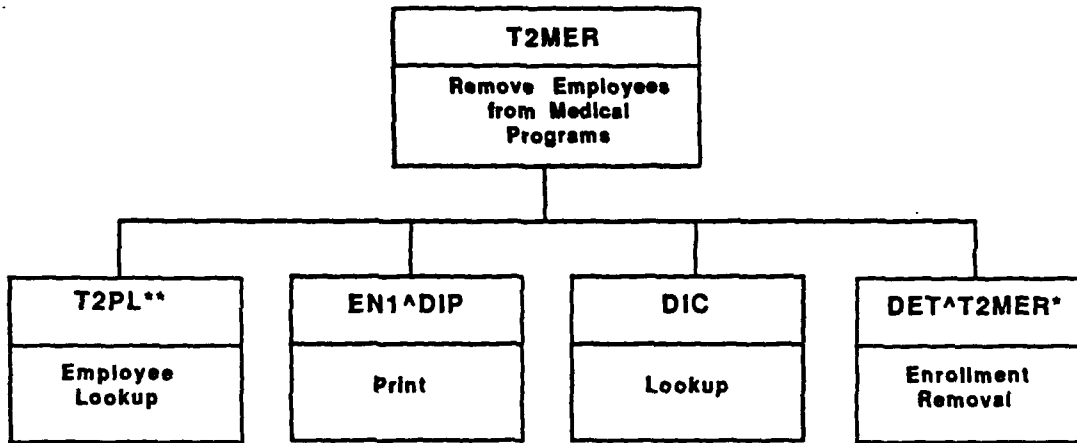 T2MER
Remove Employees
from Medical
Programs
T2PL**
Employee
Lookup
EN1^DIP
Print
DIC
Lookup
DET^T2MER*
Enrollment
Removal